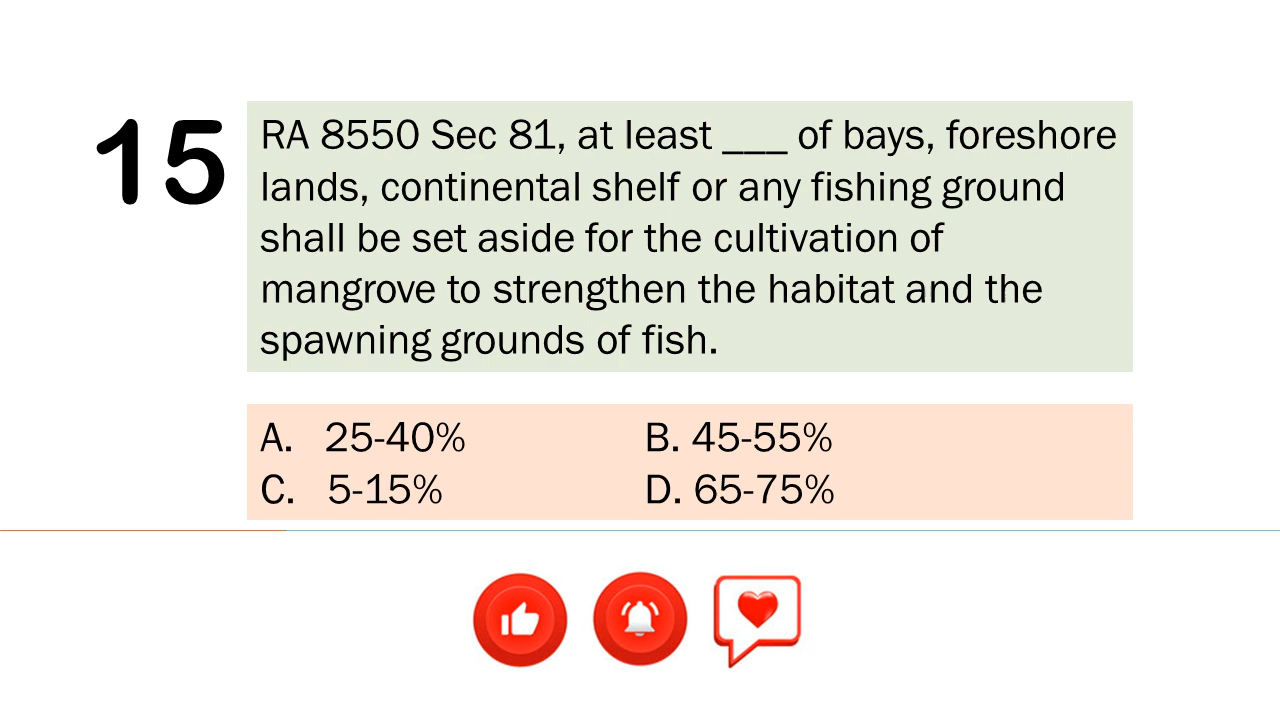 15
RA 8550 Sec 81, at least ___ of bays, foreshore
lands, continental shelf or any fishing ground
shall be set aside for the cultivation of
mangrove to strengthen the habitat and the
spawning grounds of fish.
A. 25-40% B. 45-55%
C. 5-15% D. 65-75%